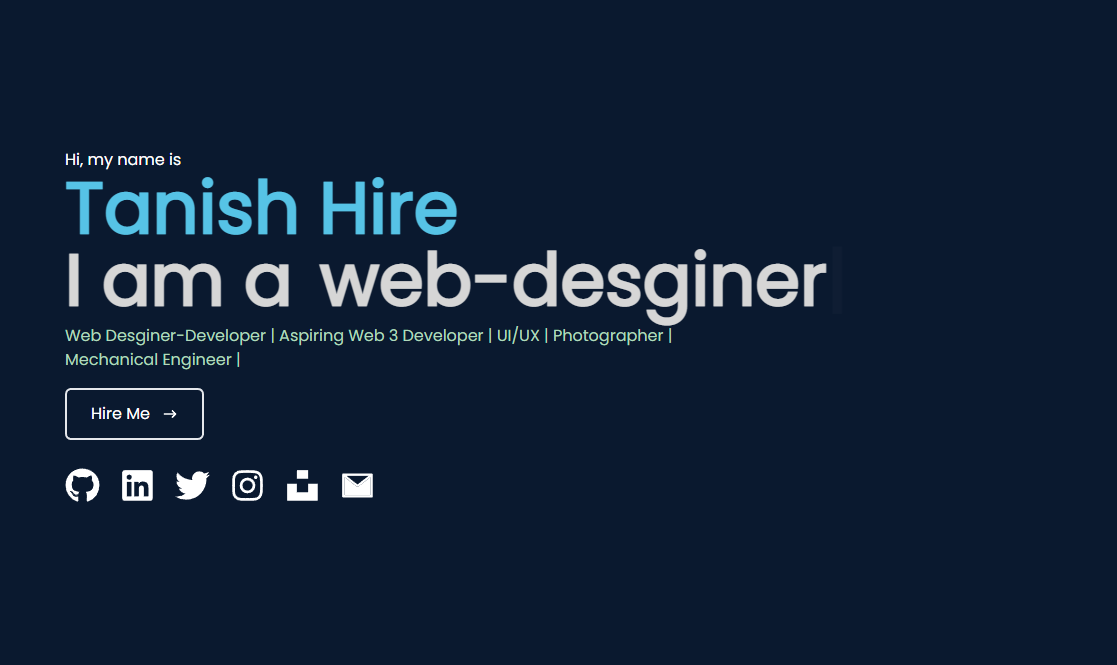 Hi, my name is
Tanish Hire
I am a web-desginer
Web Desginer-Developer | Aspiring Web 3 Developer | UI/UX | Photographer |
Mechanical Engineer |
Hire Me →
in